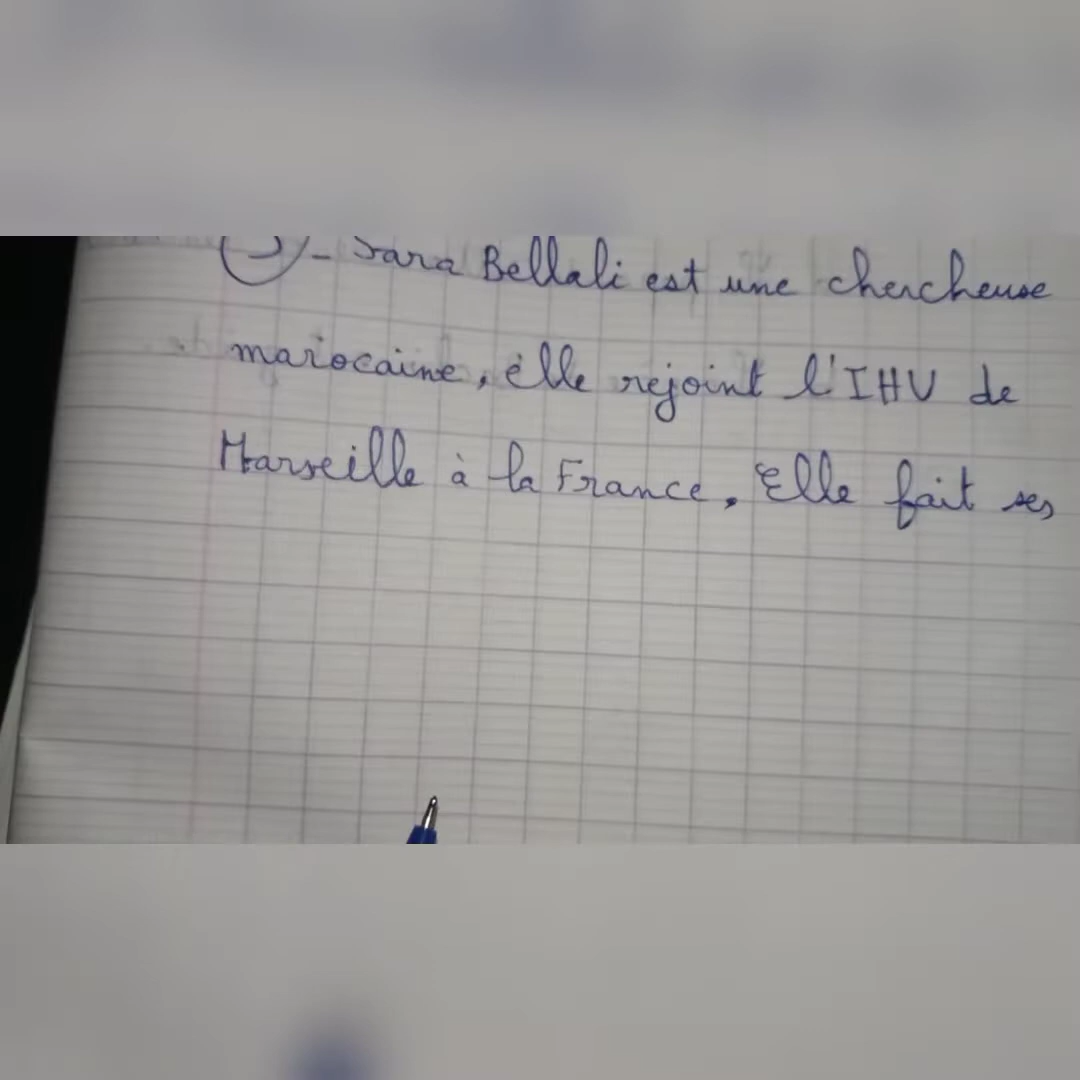 - Sara Bellali est une chercheuse
marocaine, elle rejoint l'IHU de
Marseille à la France. Elle fait ses